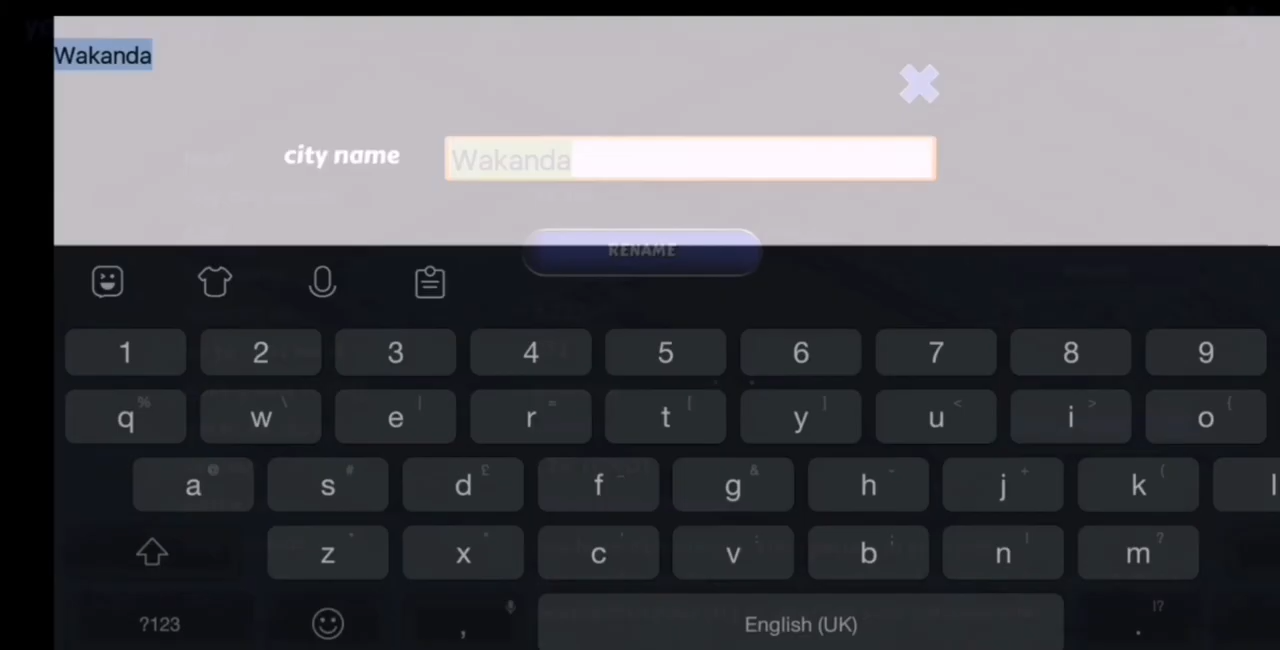 Wakanda
city name
Wakanda
RENAME
1 2 3 4 5 6 7 8 9
q % w \ e | r = t [ y ] u < i > o {
a @ s # d £ f _ g & h - j + k ( l
z x c v b ; n ! m ?
?123 , English (UK) . !?